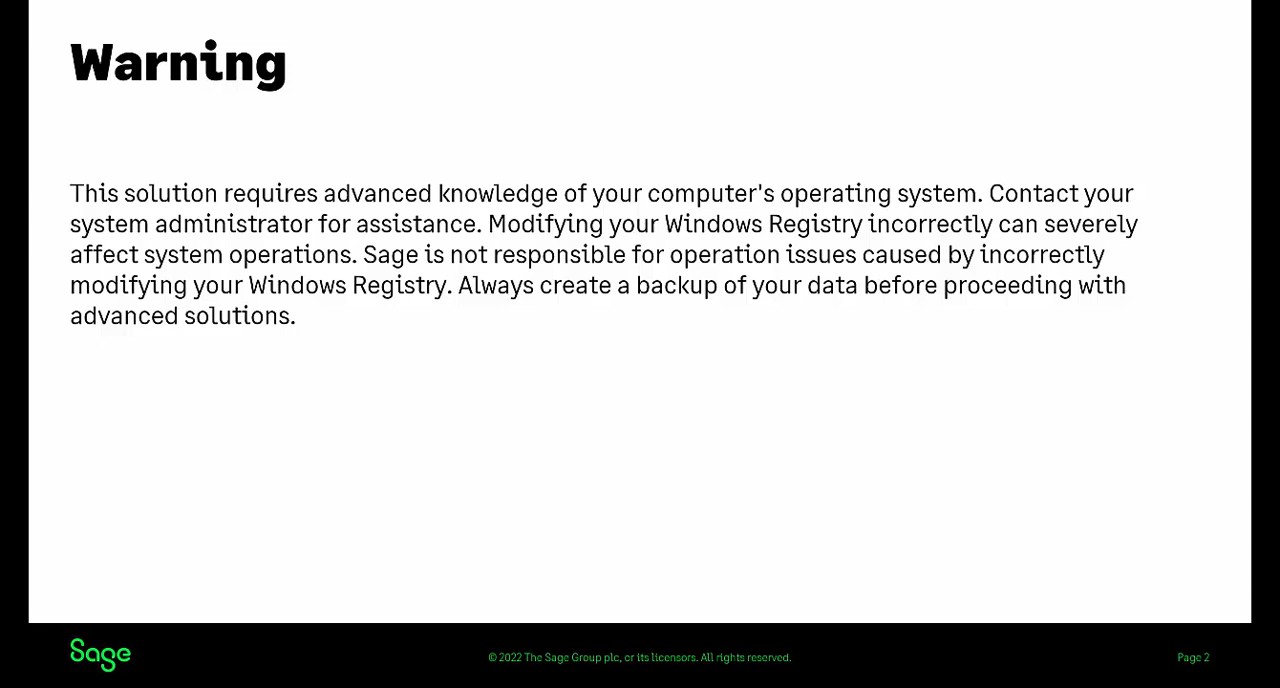 Warning
This solution requires advanced knowledge of your computer's operating system. Contact your
system administrator for assistance. Modifying your Windows Registry incorrectly can severely
affect system operations. Sage is not responsible for operation issues caused by incorrectly
modifying your Windows Registry. Always create a backup of your data before proceeding with
advanced solutions.
Sage
© 2022 The Sage Group plc, or its licensors. All rights reserved.
Page 2